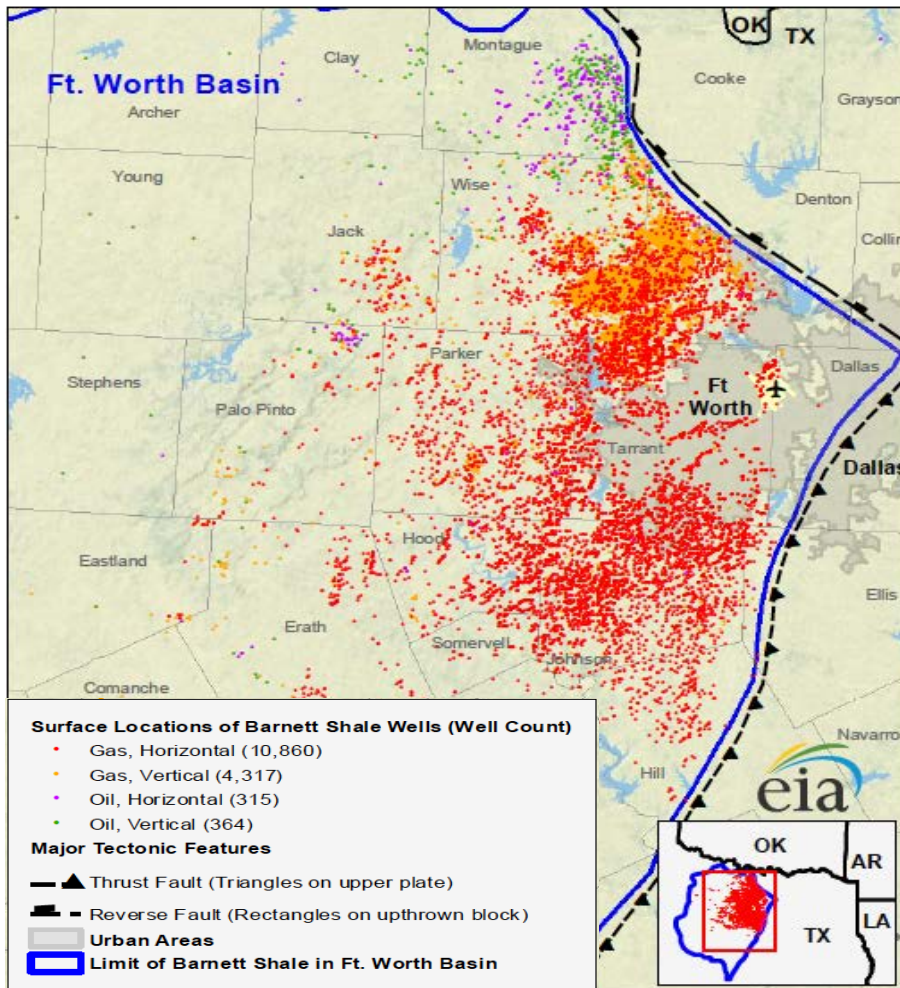 OK TX
Montague
Clay
Cooke
Ft. Worth Basin
Archer
Grayson
Young
Wise
Denton
Jack
Collin
Parker
Dallas
Stephens
Ft
Worth
Palo Pinto
Tarrant
Dallas
Hood
Eastland
Ellis
Erath
Somervell
Johnson
Comanche
Navarro
Hill
eia
Surface Locations of Barnett Shale Wells (Well Count)
Gas, Horizontal (10,860)
Gas, Vertical (4,317)
Oil, Horizontal (315)
Oil, Vertical (364)
Major Tectonic Features
Thrust Fault (Triangles on upper plate)
Reverse Fault (Rectangles on upthrown block)
Urban Areas
Limit of Barnett Shale in Ft. Worth Basin
OK
AR
LA
TX